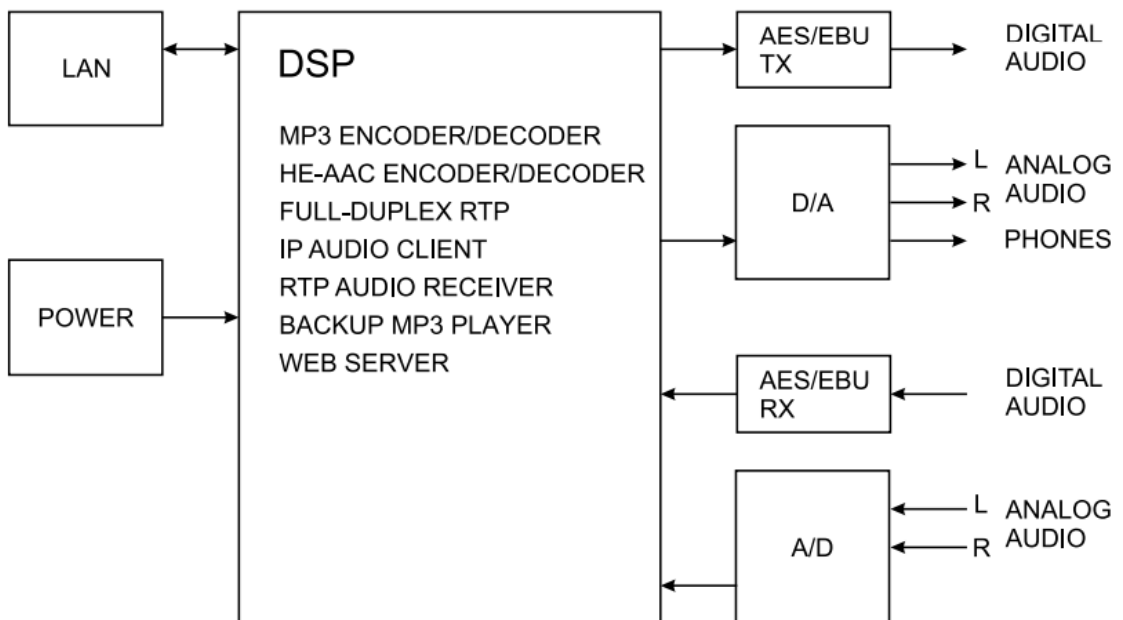 LAN
POWER
DSP
MP3 ENCODER/DECODER
HE-AAC ENCODER/DECODER
FULL-DUPLEX RTP
IP AUDIO CLIENT
RTP AUDIO RECEIVER
BACKUP MP3 PLAYER
WEB SERVER
AES/EBU
TX
DIGITAL
AUDIO
D/A
L
R
ANALOG
AUDIO
PHONES
AES/EBU
RX
DIGITAL
AUDIO
A/D
L
R
ANALOG
AUDIO